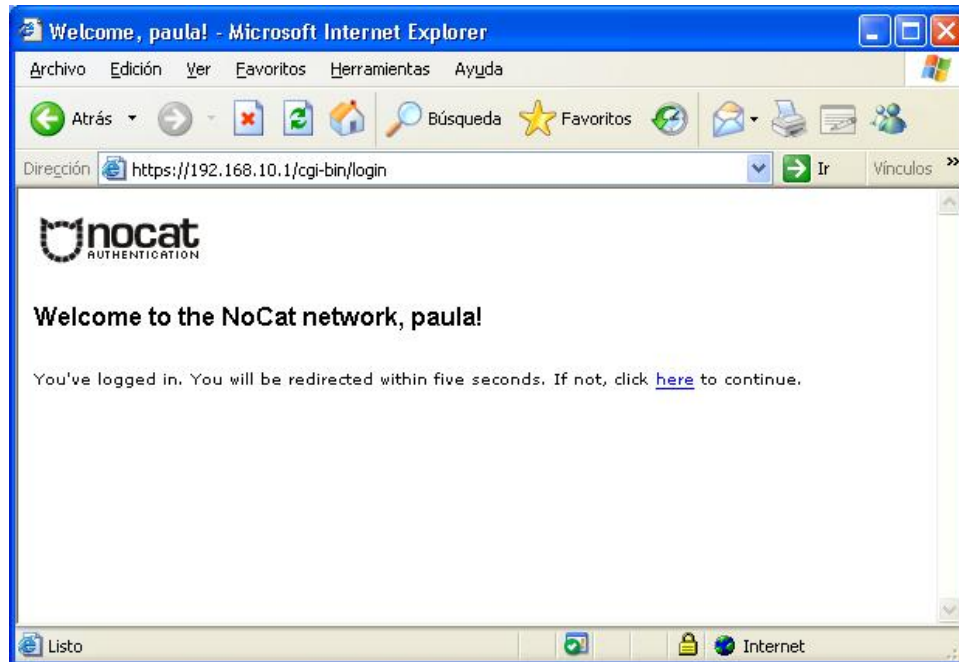 Welcome, paula! - Microsoft Internet Explorer
Archivo Edición Ver Favoritos Herramientas Ayuda
Atrás Búsqueda Favoritos
Dirección https://192.168.10.1/cgi-bin/login Ir Vínculos »
nocat
AUTHENTICATION
Welcome to the NoCat network, paula!
You've logged in. You will be redirected within five seconds. If not, click here to continue.
Listo Internet